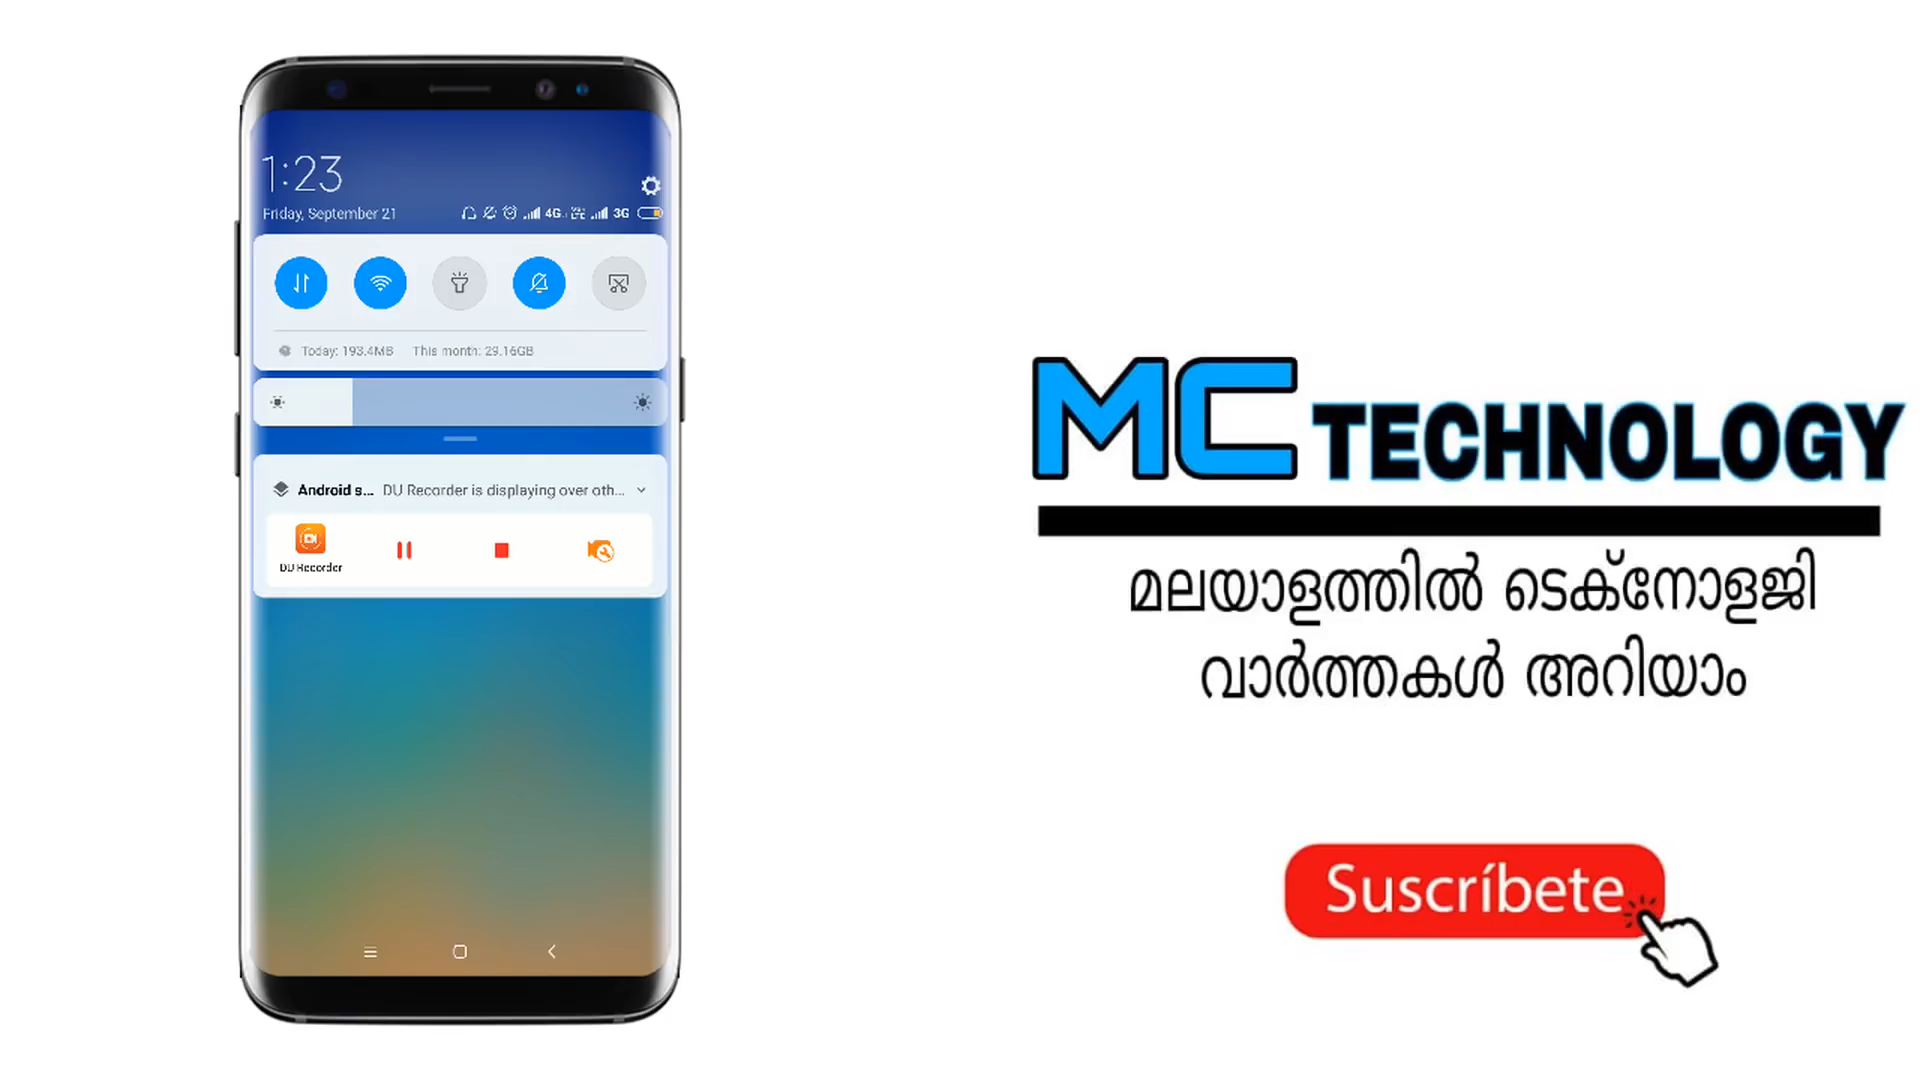 1:23
Friday, September 21
4G
3G
Today: 193.4MB This month: 29.16GB
Android s... DU Recorder is displaying over oth...
DU Recorder
MC TECHNOLOGY
മലയാളത്തിൽ ടെക്നോളജി
വാർത്തകൾ അറിയാം
Suscríbete